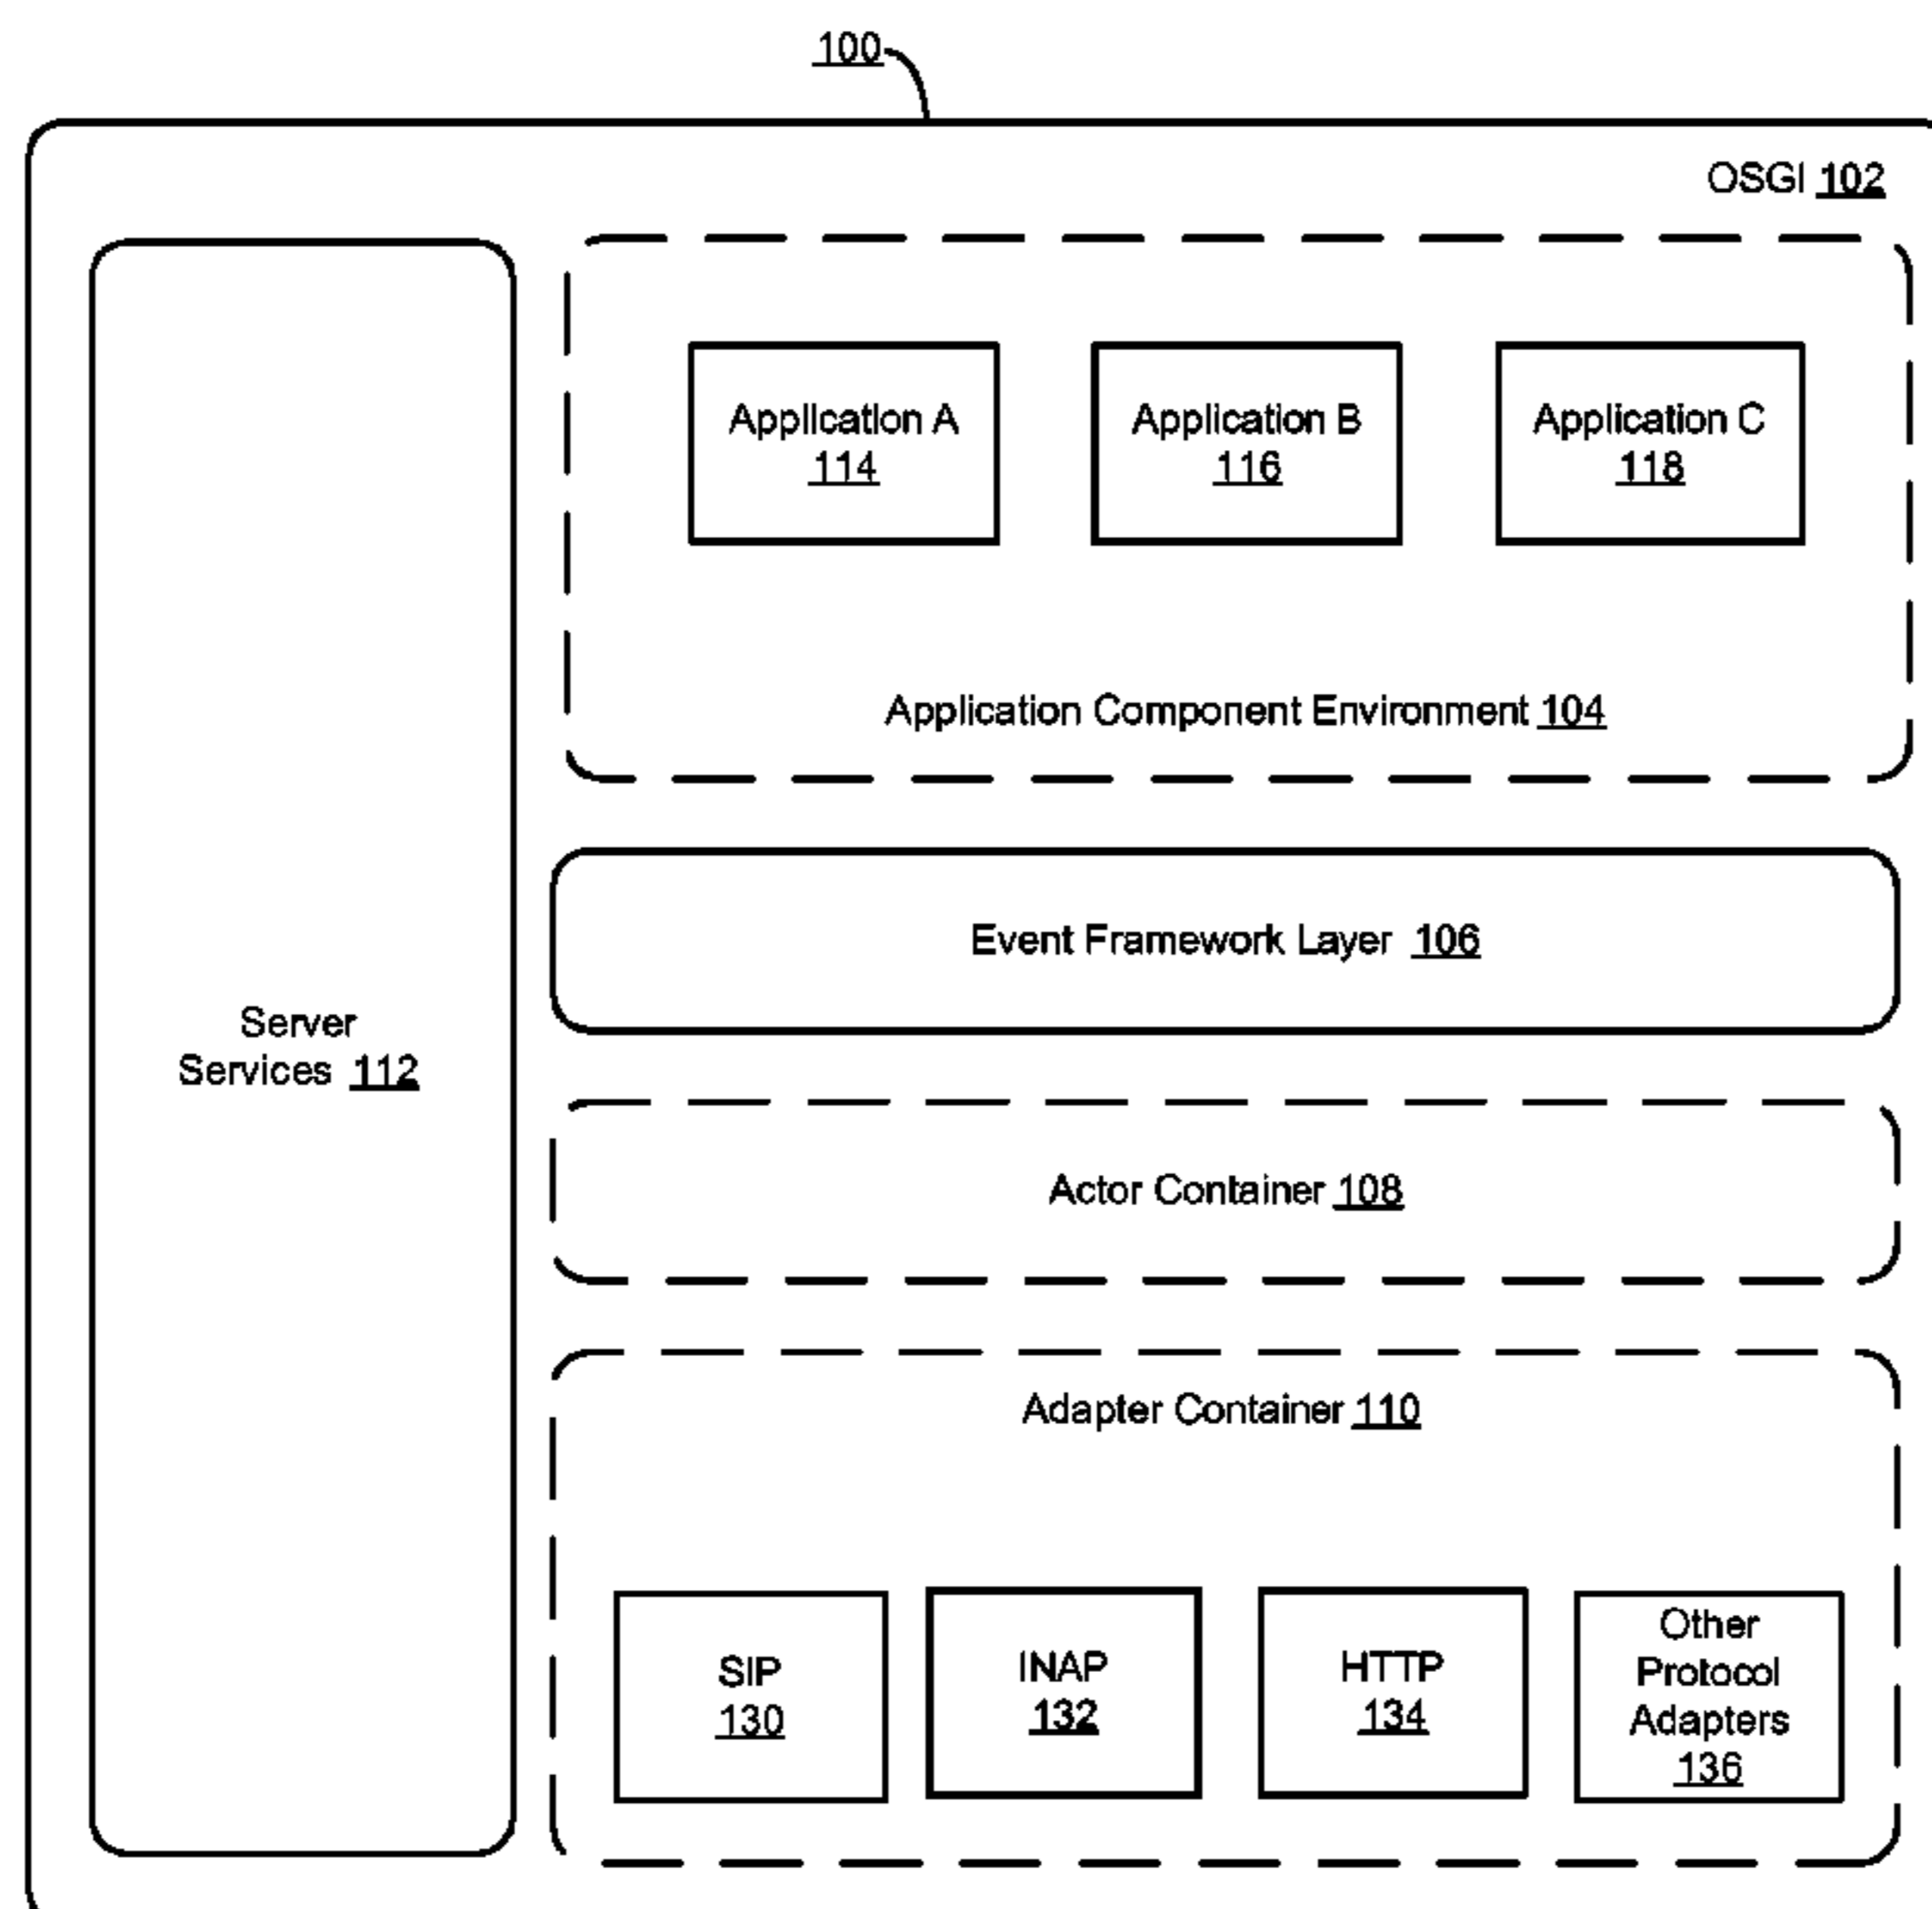 100
OSGI 102
Application A
114
Application B
116
Application C
118
Application Component Environment 104
Event Framework Layer 106
Server
Services 112
Actor Container 108
Adapter Container 110
SIP
130
INAP
132
HTTP
134
Other
Protocol
Adapters
136